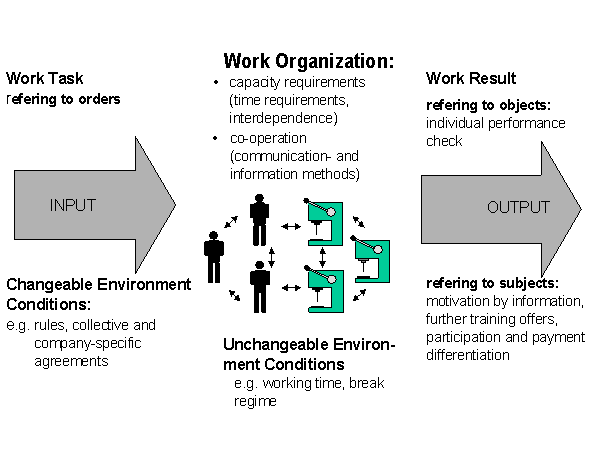 Work Task
refering to orders
INPUT
Changeable Environment
Conditions:
e.g. rules, collective and
company-specific
agreements
Work Organization:
• capacity requirements
(time requirements,
interdependence)
• co-operation
(communication- and
information methods)
Unchangeable Environ-
ment Conditions
e.g. working time, break
regime
Work Result
refering to objects:
individual performance
check
OUTPUT
refering to subjects:
motivation by information,
further training offers,
participation and payment
differentiation